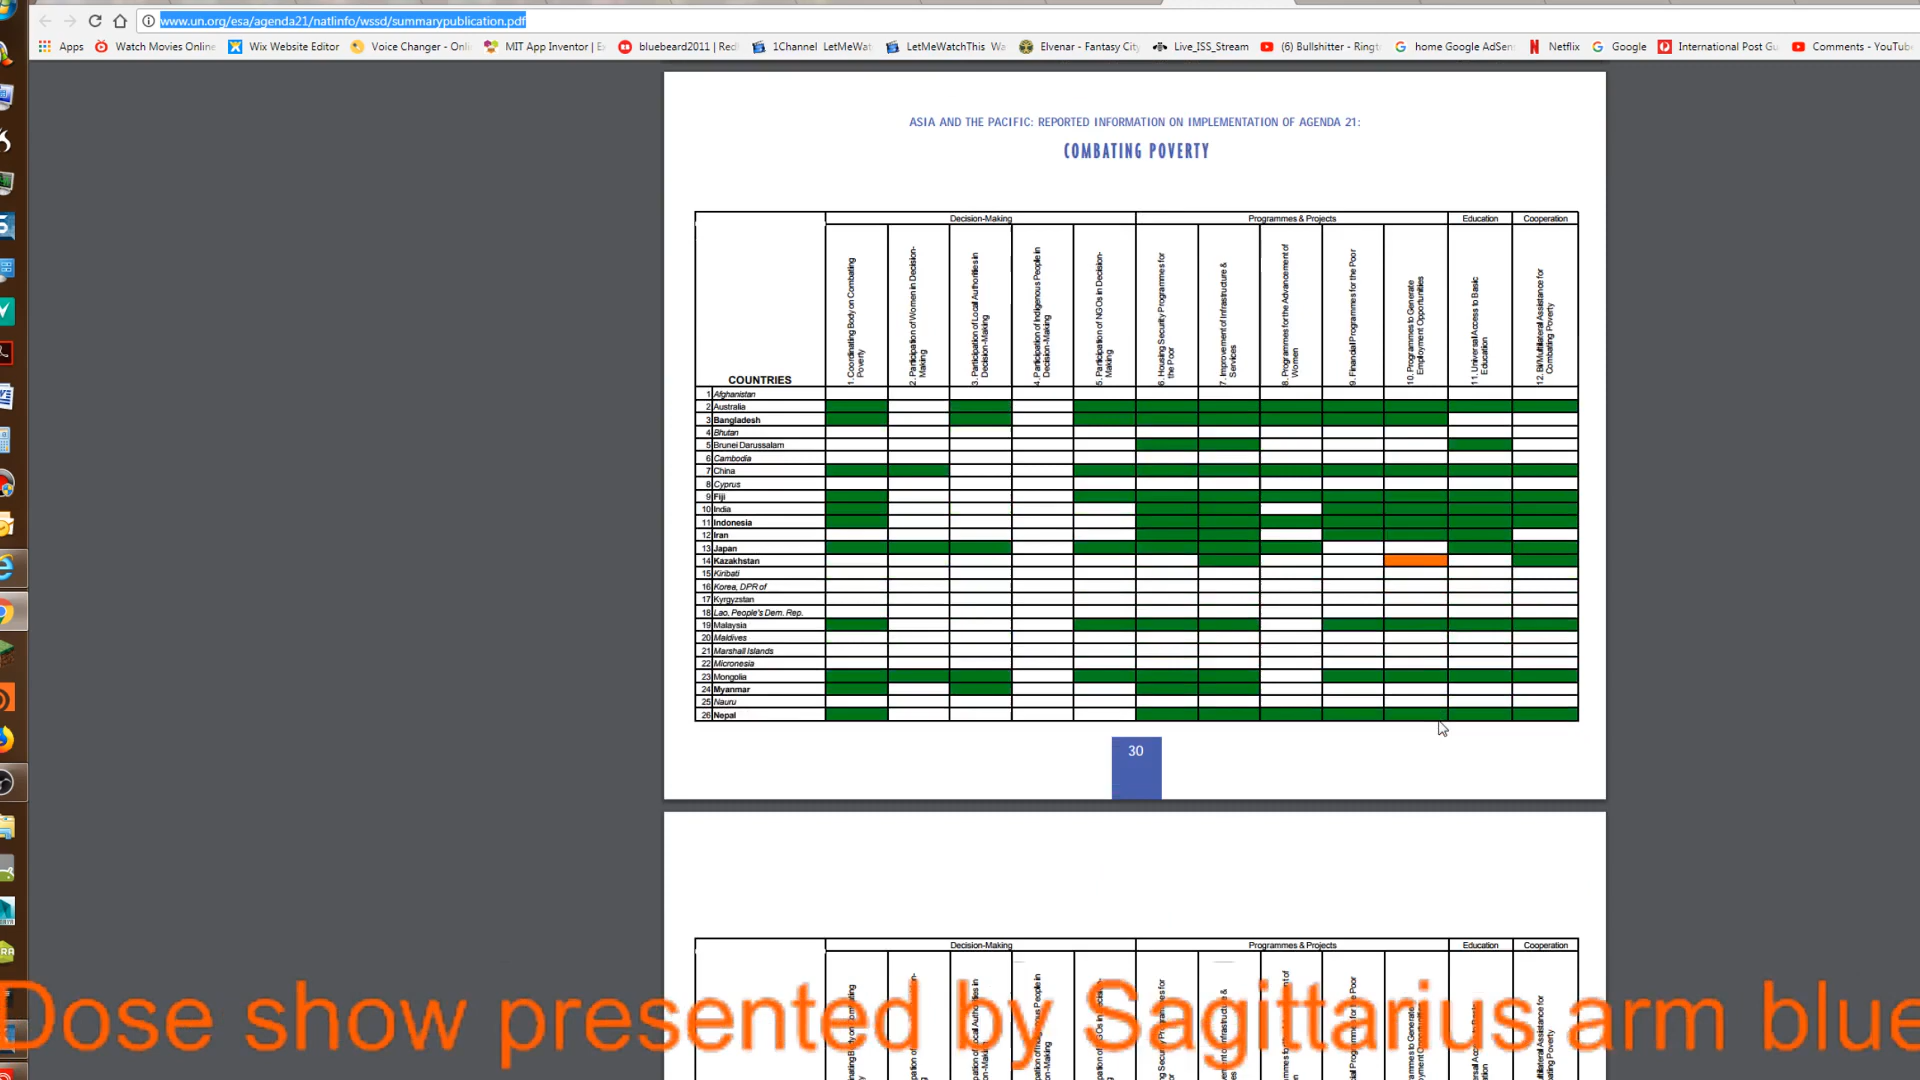 www.un.org/esa/agenda21/natlinfo/wssd/summarypublication.pdf
Apps Watch Movies Online Wix Website Editor Voice Changer - Onl MIT App Inventor | E bluebeard2011 | Red 1Channel LetMeWat LetMeWatchThis Wa Elvenar - Fantasy City Live_ISS_Stream (6) Bullshitter - Ringt home Google AdSen Netflix Google International Post Gu Comments - YouTub
ASIA AND THE PACIFIC: REPORTED INFORMATION ON IMPLEMENTATION OF AGENDA 21:
COMBATING POVERTY
Decision-Making Programmes & Projects Education Cooperation
COUNTRIES
1. Coordinating Body on Combating Poverty
2. Participation of Women in Decision-Making
3. Participation of Local Authorities in Decision-Making
4. Participation of Indigenous People in Decision-Making
5. Participation of NGOs in Decision-Making
6. Housing Security Programmes for the Poor
7. Improvement of Infrastructure & Services
8. Programmes for the Advancement of Women
9. Financial Programmes for the Poor
10. Programmes to Generate Employment Opportunities
11. Universal Access to Basic Education
12. Bi/Multilateral Assistance for Combating Poverty
1 Afghanistan
2 Australia
3 Bangladesh
4 Bhutan
5 Brunei Darussalam
6 Cambodia
7 China
8 Cyprus
9 Fiji
10 India
11 Indonesia
12 Iran
13 Japan
14 Kazakhstan
15 Kiribati
16 Korea, DPR of
17 Kyrgyzstan
18 Lao, People's Dem. Rep.
19 Malaysia
20 Maldives
21 Marshall Islands
22 Micronesia
23 Mongolia
24 Myanmar
25 Nauru
26 Nepal
30
Decision-Making Programmes & Projects Education Cooperation
Dose show presented by Sagittarius arm blue